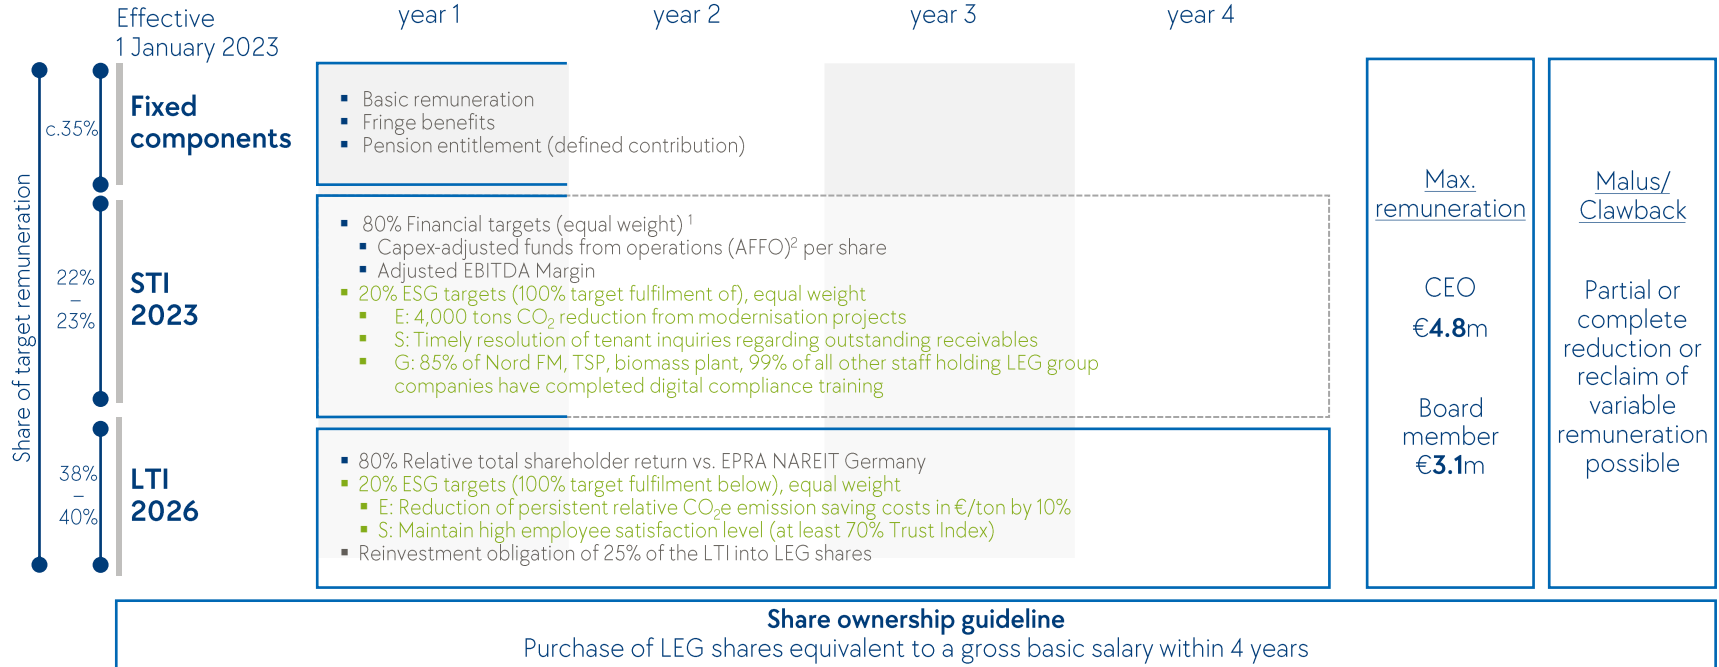 Effective
1 January 2023
year 1
year 2
year 3
year 4
Share of target remuneration
c.35%
Fixed
components
Basic remuneration
Fringe benefits
Pension entitlement (defined contribution)
22%
–
23%
STI
2023
80% Financial targets (equal weight) 1
Capex-adjusted funds from operations (AFFO)2 per share
Adjusted EBITDA Margin
20% ESG targets (100% target fulfilment of), equal weight
E: 4,000 tons CO2 reduction from modernisation projects
S: Timely resolution of tenant inquiries regarding outstanding receivables
G: 85% of Nord FM, TSP, biomass plant, 99% of all other staff holding LEG group
companies have completed digital compliance training
38%
–
40%
LTI
2026
80% Relative total shareholder return vs. EPRA NAREIT Germany
20% ESG targets (100% target fulfilment below), equal weight
E: Reduction of persistent relative CO2e emission saving costs in €/ton by 10%
S: Maintain high employee satisfaction level (at least 70% Trust Index)
Reinvestment obligation of 25% of the LTI into LEG shares
Max.
remuneration
CEO
€4.8m
Board
member
€3.1m
Malus/
Clawback
Partial or
complete
reduction or
reclaim of
variable
remuneration
possible
Share ownership guideline
Purchase of LEG shares equivalent to a gross basic salary within 4 years